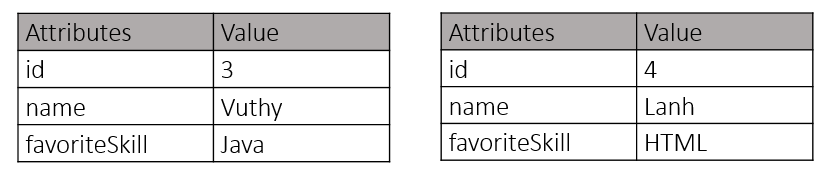 Attributes Value
id 3
name Vuthy
favoriteSkill Java
Attributes Value
id 4
name Lanh
favoriteSkill HTML